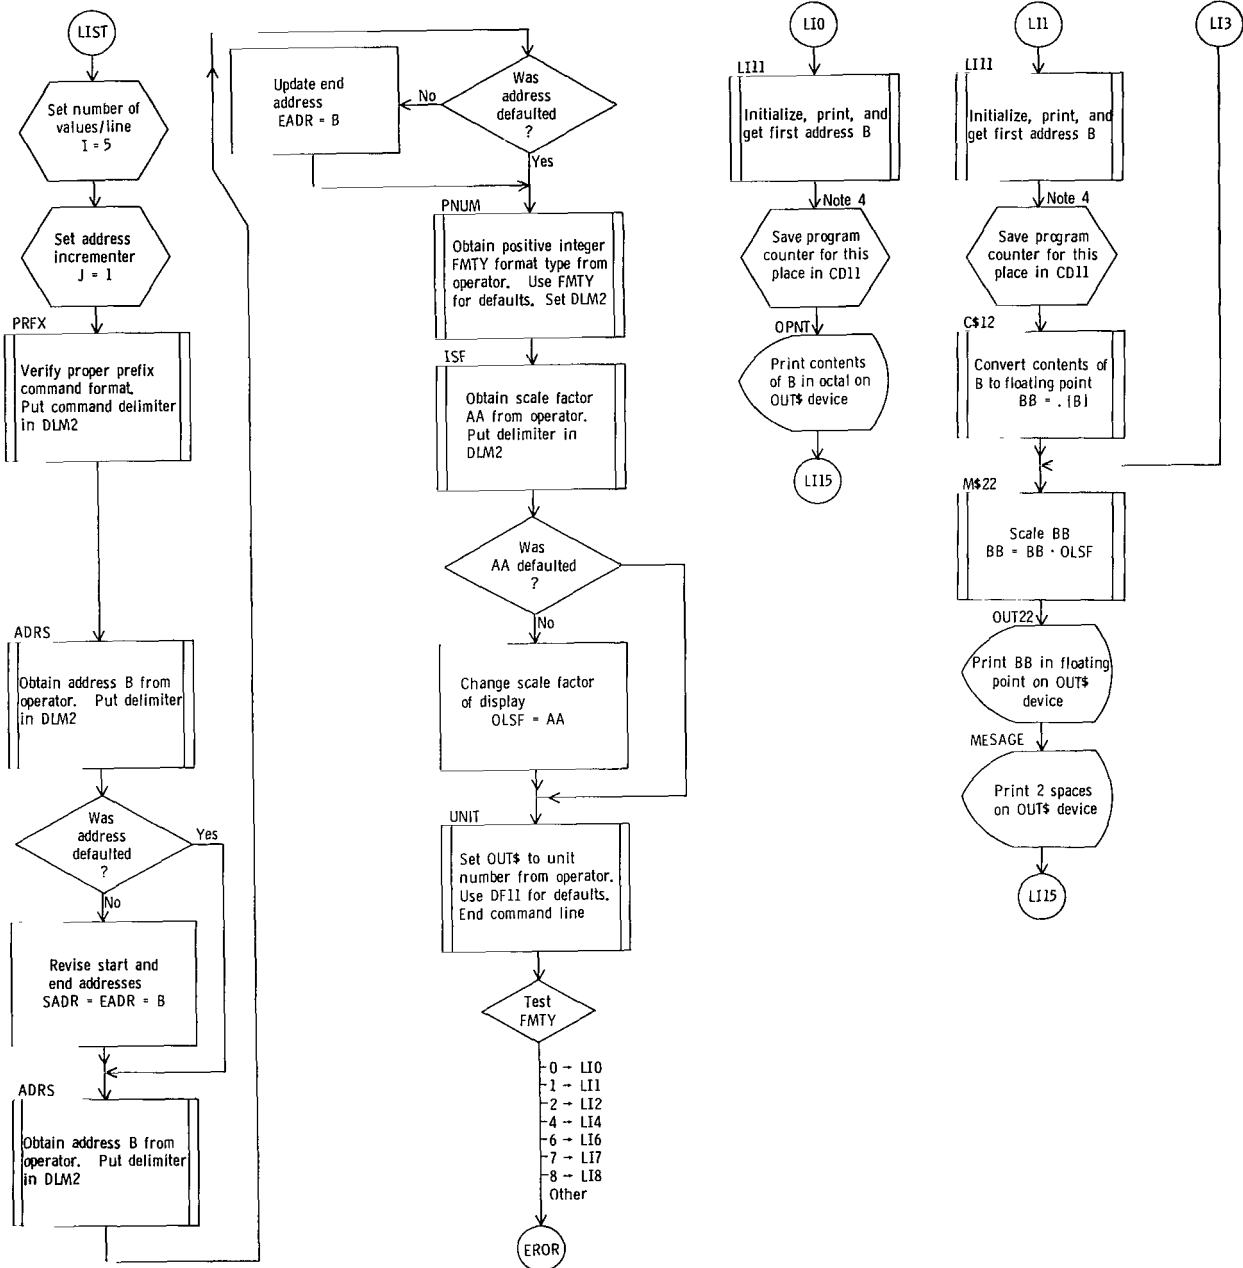 LIST
Set number of
values/line
I = 5
Set address
incrementer
J = 1
PRFX
Verify proper prefix
command format.
Put command delimiter
in DLM2
ADRS
Obtain address B from
operator. Put delimiter
in DLM2
Was
address
defaulted
?
Yes
No
Revise start and
end addresses
SADR = EADR = B
ADRS
Obtain address B from
operator. Put delimiter
in DLM2
Update end
address
EADR = B
No
Was
address
defaulted
?
Yes
PNUM
Obtain positive integer
FMTY format type from
operator. Use FMTY
for defaults. Set DLM2
ISF
Obtain scale factor
AA from operator.
Put delimiter in
DLM2
Was
AA defaulted
?
No
Change scale factor
of display
OLSF = AA
UNIT
Set OUT$ to unit
number from operator.
Use DF11 for defaults.
End command line
Test
FMTY
0 → LI0
1 → LI1
2 → LI2
4 → LI4
6 → LI6
7 → LI7
8 → LI8
Other
EROR
LI0
LI11
Initialize, print, and
get first address B
Note 4
Save program
counter for this
place in CD11
OPNT
Print contents
of B in octal on
OUT$ device
LI15
LI1
LI11
Initialize, print, and
get first address B
Note 4
Save program
counter for this
place in CD11
C$12
Convert contents of
B to floating point
BB = . [B]
M$22
Scale BB
BB = BB · OLSF
OUT22
Print BB in floating
point on OUT$
device
MESAGE
Print 2 spaces
on OUT$ device
LI15
LI3